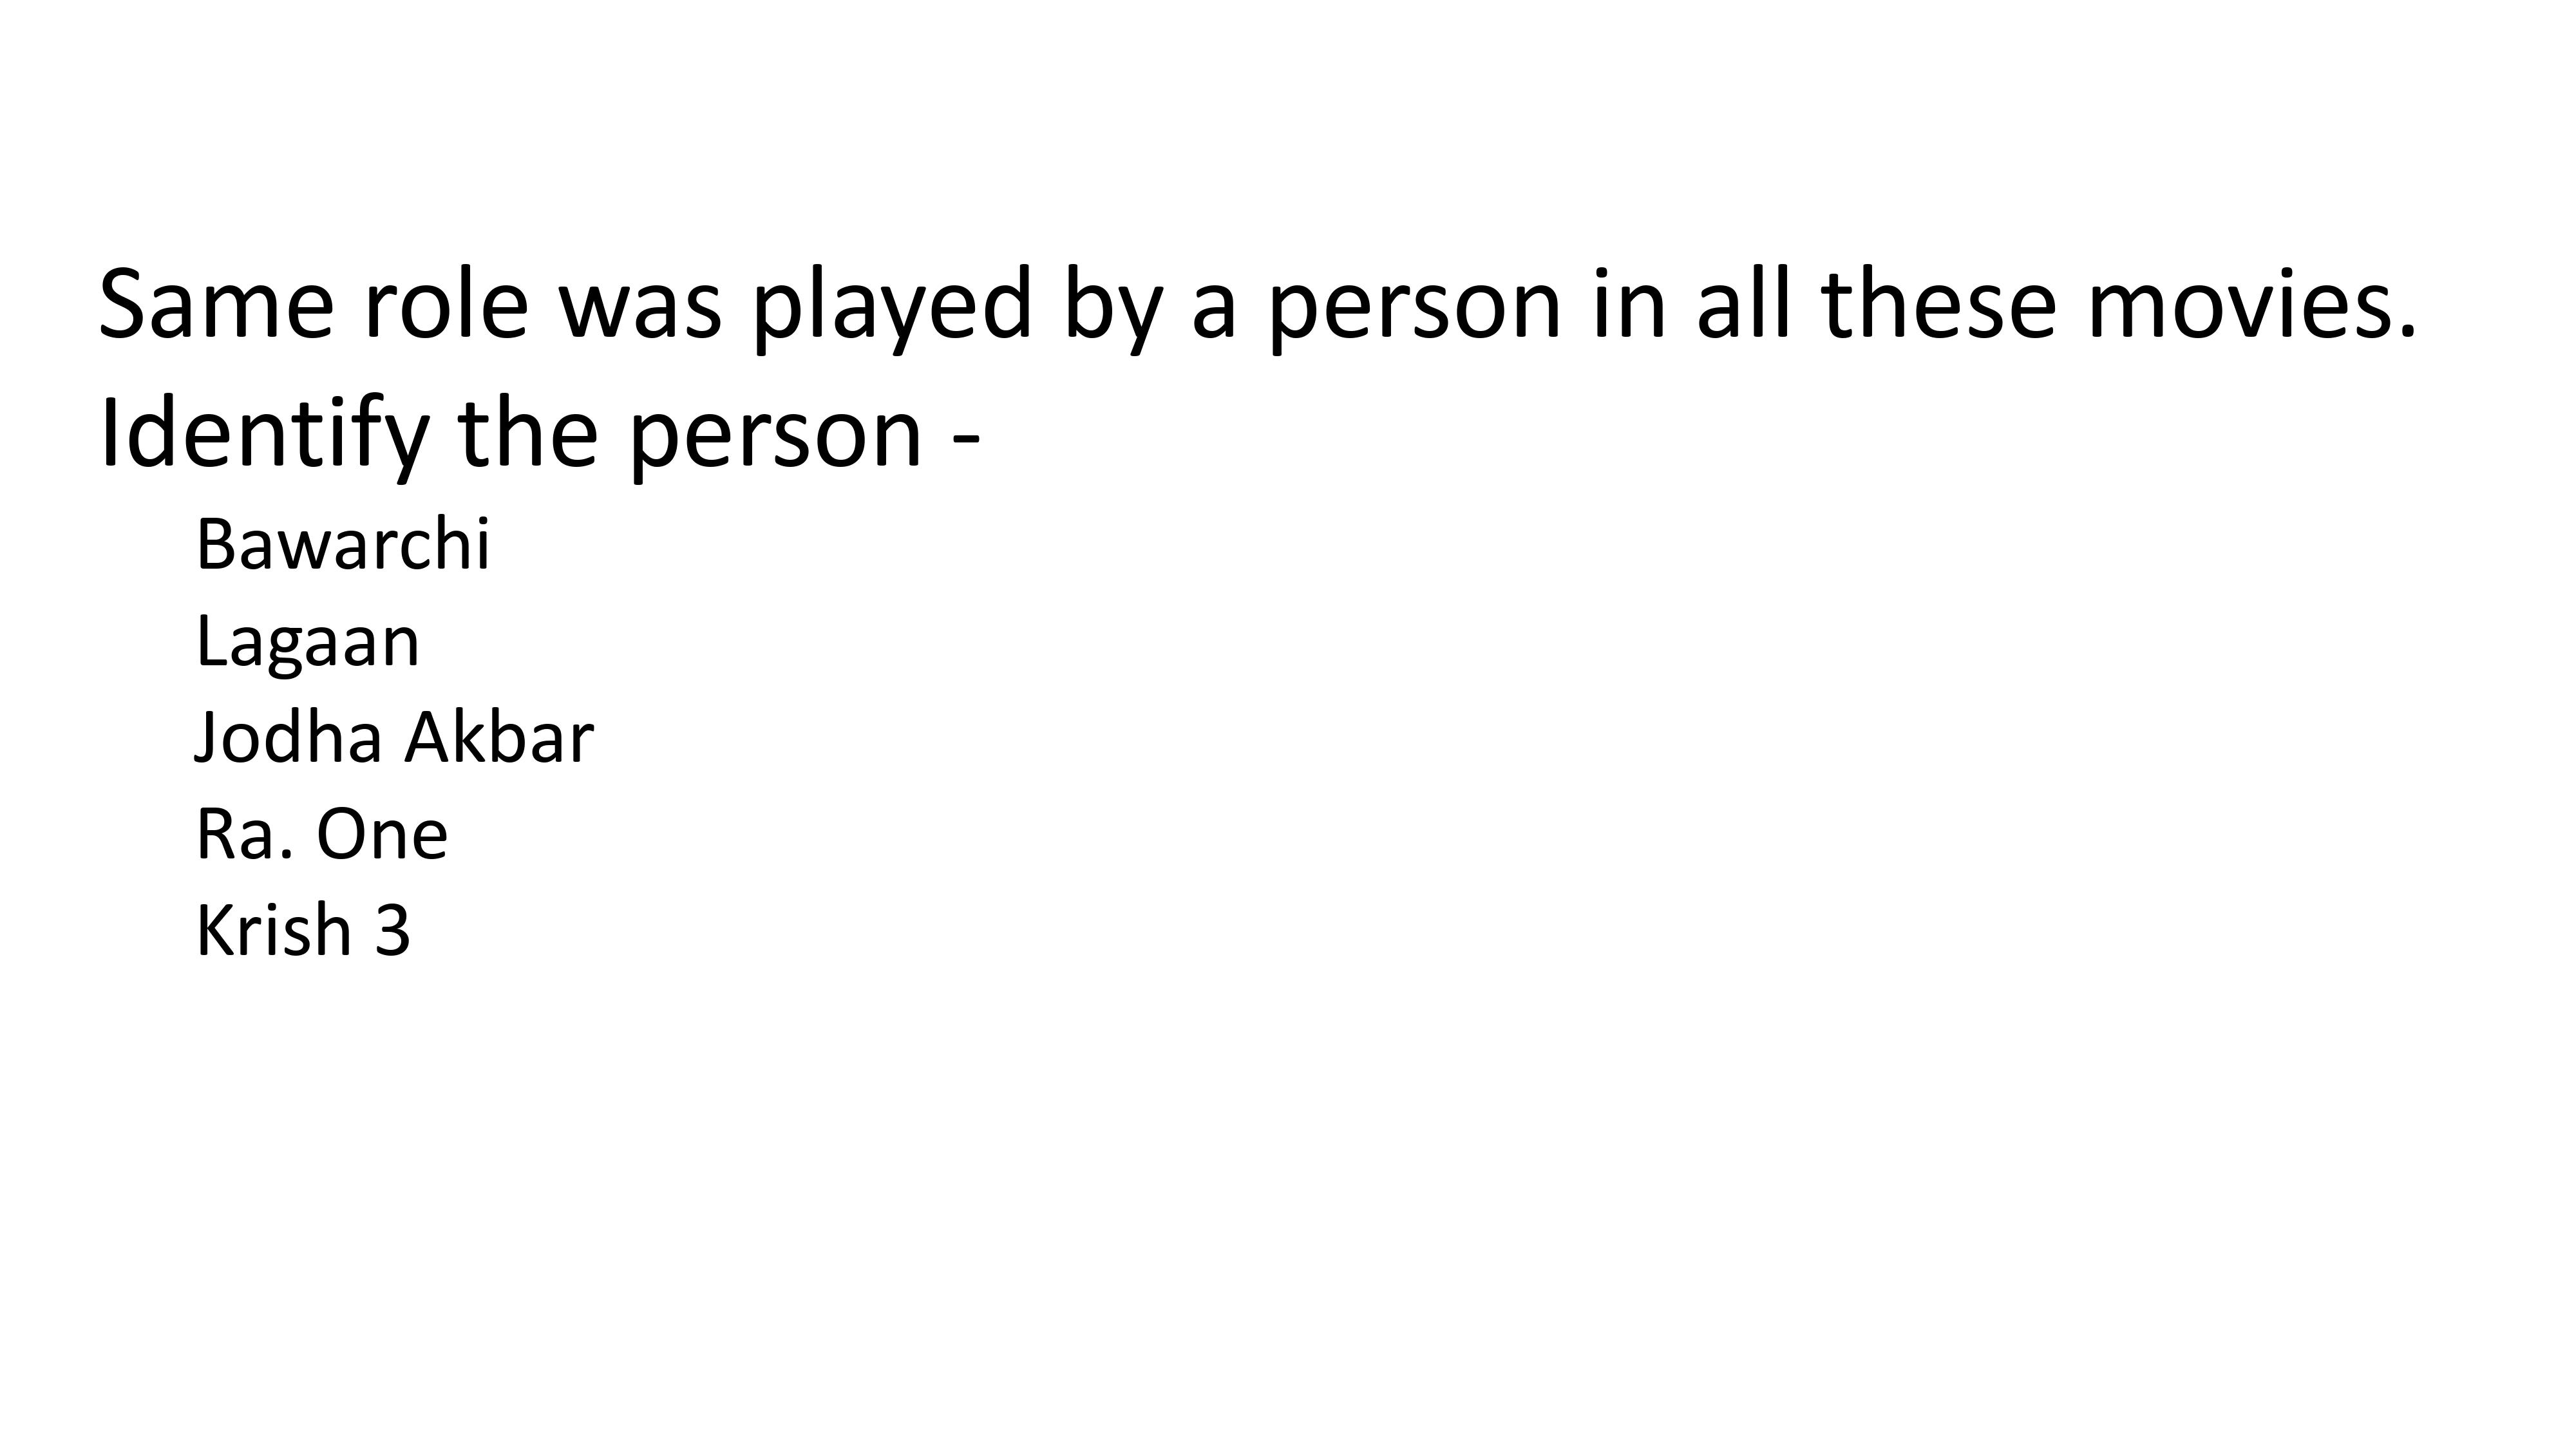 Same role was played by a person in all these movies.
Identify the person -
Bawarchi
Lagaan
Jodha Akbar
Ra. One
Krish 3